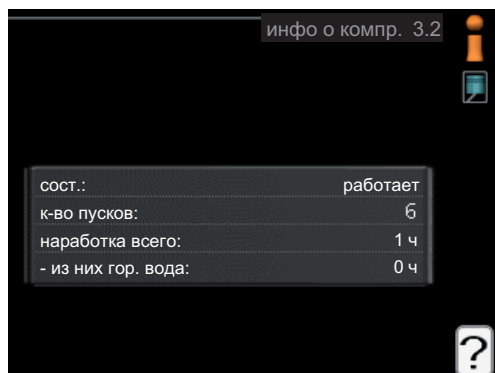 инфо о компр. 3.2
сост.: работает
к-во пусков: 6
наработка всего: 1 ч
- из них гор. вода: 0 ч
?